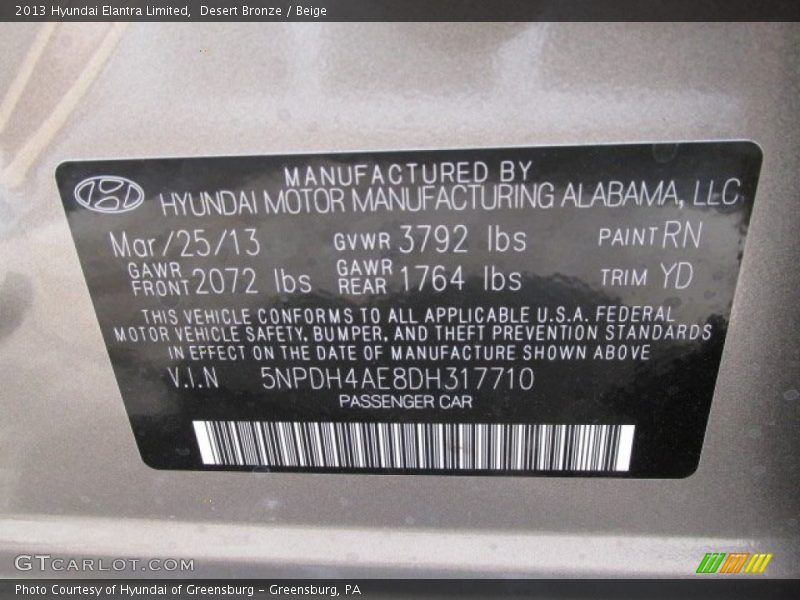 2013 Hyundai Elantra Limited, Desert Bronze / Beige
MANUFACTURED BY
HYUNDAI MOTOR MANUFACTURING ALABAMA, LLC
Mar/25/13 GVWR 3792 lbs PAINT RN
GAWR FRONT 2072 lbs GAWR REAR 1764 lbs TRIM YD
THIS VEHICLE CONFORMS TO ALL APPLICABLE U.S.A. FEDERAL
MOTOR VEHICLE SAFETY, BUMPER, AND THEFT PREVENTION STANDARDS
IN EFFECT ON THE DATE OF MANUFACTURE SHOWN ABOVE
V.I.N 5NPDH4AE8DH317710
PASSENGER CAR
GTCARLOT.COM
Photo Courtesy of Hyundai of Greensburg - Greensburg, PA